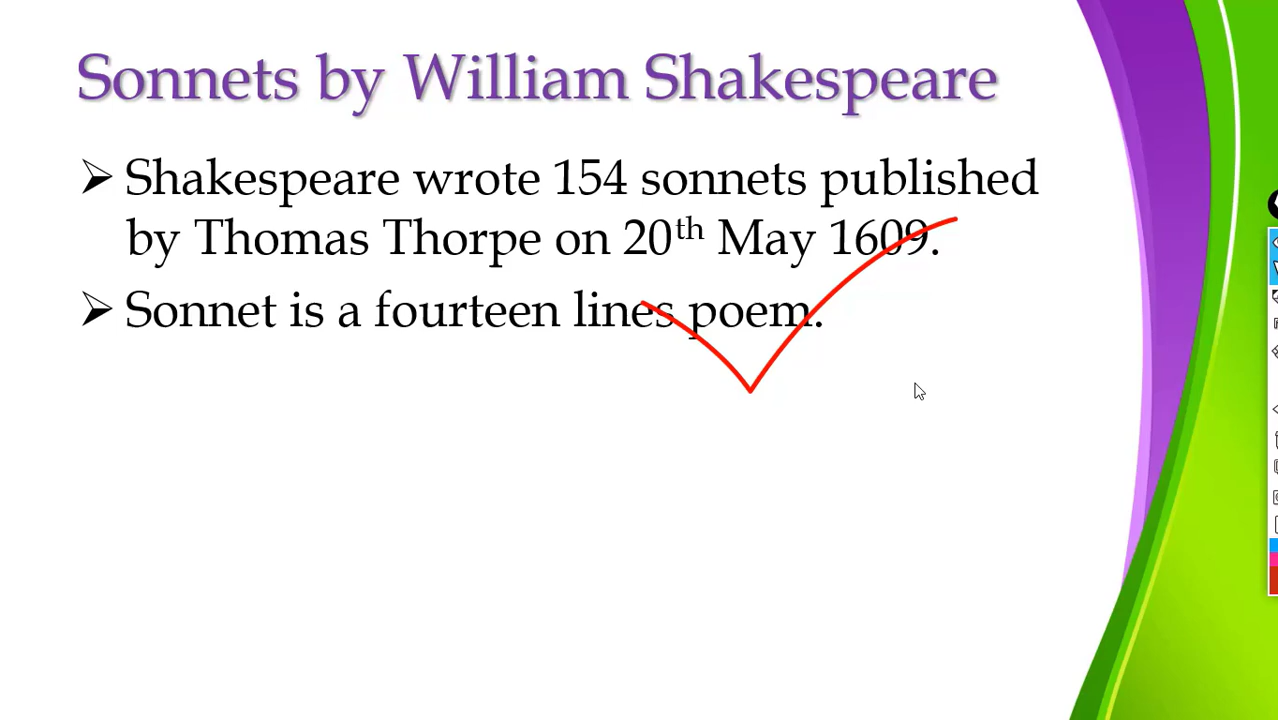 Sonnets by William Shakespeare
➢ Shakespeare wrote 154 sonnets published
by Thomas Thorpe on 20th May 1609.
➢ Sonnet is a fourteen lines poem.